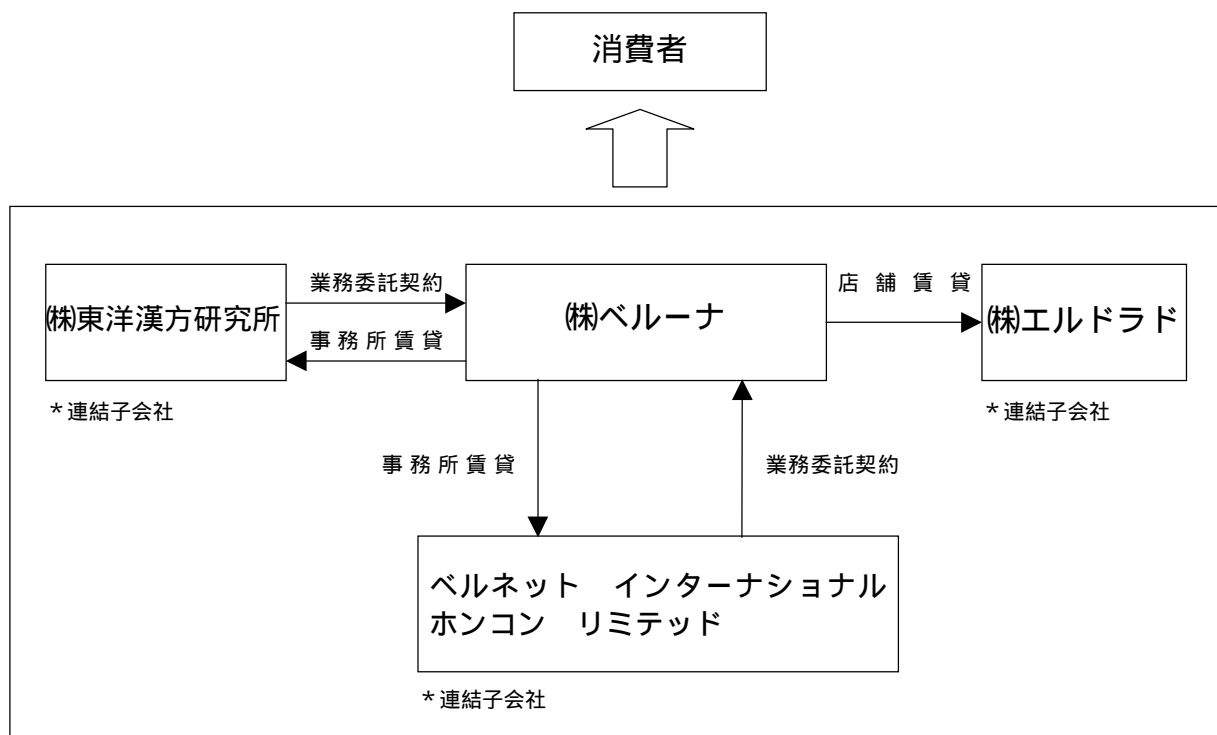 消費者
業務委託契約
店舗賃貸
㈱東洋漢方研究所
㈱ベルーナ
㈱エルドラド
事務所賃貸
*連結子会社
*連結子会社
事務所賃貸
業務委託契約
ベルネット　インターナショナル
ホンコン　リミテッド
*連結子会社